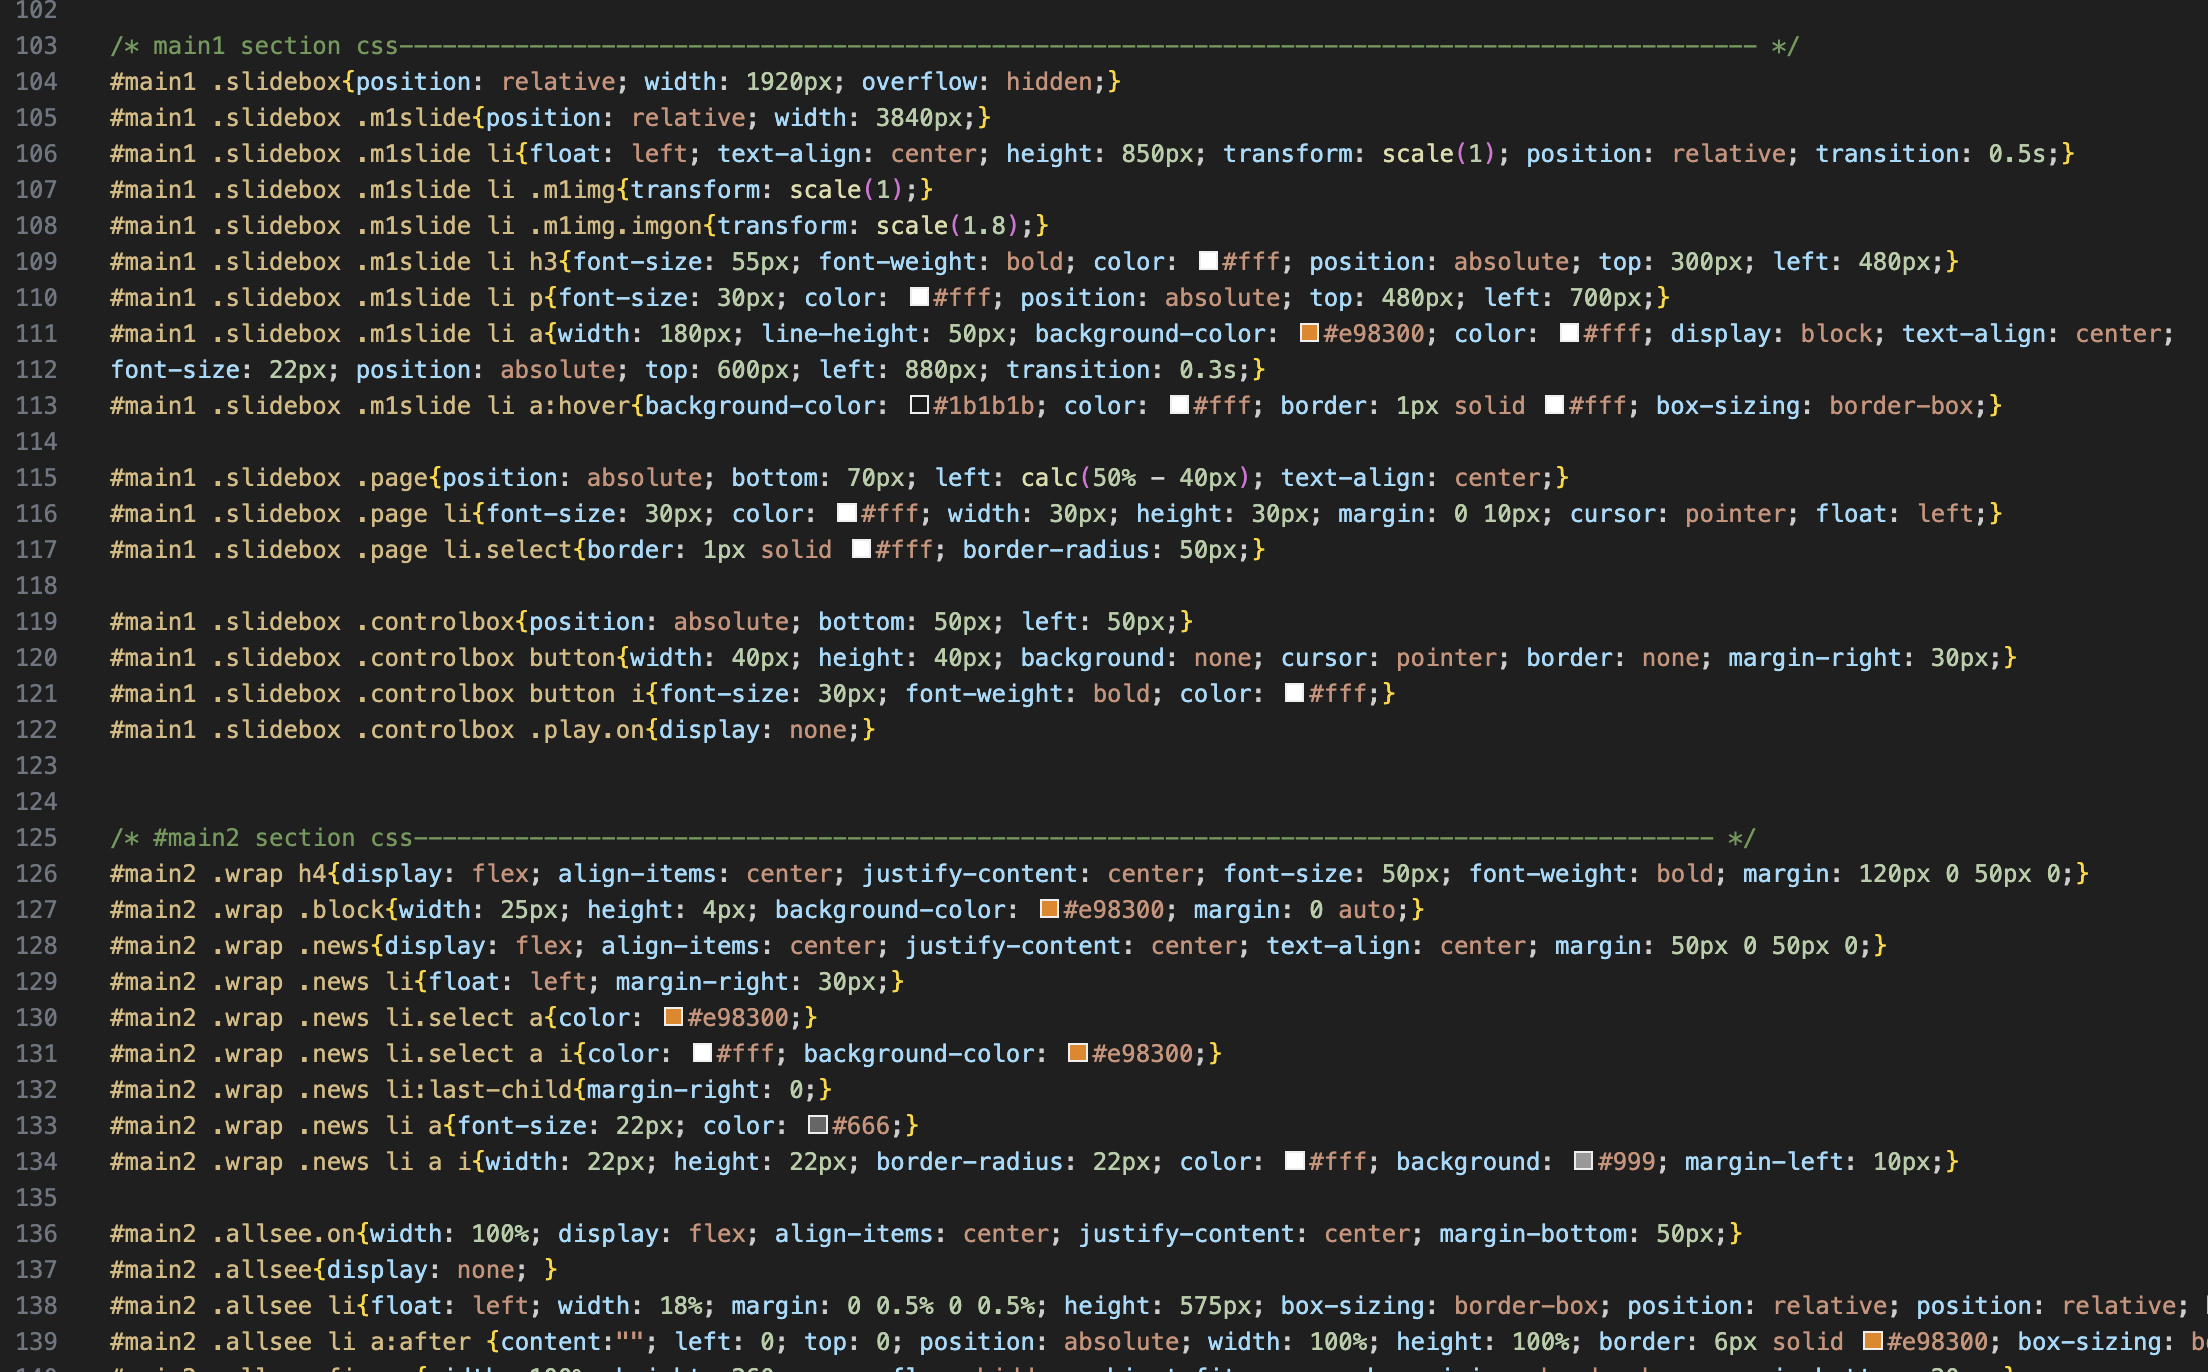 102
103 /* main1 section css---------------------------------------------------------------------------------------------- */
104 #main1 .slidebox{position: relative; width: 1920px; overflow: hidden;}
105 #main1 .slidebox .m1slide{position: relative; width: 3840px;}
106 #main1 .slidebox .m1slide li{float: left; text-align: center; height: 850px; transform: scale(1); position: relative; transition: 0.5s;}
107 #main1 .slidebox .m1slide li .m1img{transform: scale(1);}
108 #main1 .slidebox .m1slide li .m1img.imgon{transform: scale(1.8);}
109 #main1 .slidebox .m1slide li h3{font-size: 55px; font-weight: bold; color: #fff; position: absolute; top: 300px; left: 480px;}
110 #main1 .slidebox .m1slide li p{font-size: 30px; color: #fff; position: absolute; top: 480px; left: 700px;}
111 #main1 .slidebox .m1slide li a{width: 180px; line-height: 50px; background-color: #e98300; color: #fff; display: block; text-align: center;
112 font-size: 22px; position: absolute; top: 600px; left: 880px; transition: 0.3s;}
113 #main1 .slidebox .m1slide li a:hover{background-color: #1b1b1b; color: #fff; border: 1px solid #fff; box-sizing: border-box;}
114
115 #main1 .slidebox .page{position: absolute; bottom: 70px; left: calc(50% - 40px); text-align: center;}
116 #main1 .slidebox .page li{font-size: 30px; color: #fff; width: 30px; height: 30px; margin: 0 10px; cursor: pointer; float: left;}
117 #main1 .slidebox .page li.select{border: 1px solid #fff; border-radius: 50px;}
118
119 #main1 .slidebox .controlbox{position: absolute; bottom: 50px; left: 50px;}
120 #main1 .slidebox .controlbox button{width: 40px; height: 40px; background: none; cursor: pointer; border: none; margin-right: 30px;}
121 #main1 .slidebox .controlbox button i{font-size: 30px; font-weight: bold; color: #fff;}
122 #main1 .slidebox .controlbox .play.on{display: none;}
123
124
125 /* #main2 section css------------------------------------------------------------------------------------------ */
126 #main2 .wrap h4{display: flex; align-items: center; justify-content: center; font-size: 50px; font-weight: bold; margin: 120px 0 50px 0;}
127 #main2 .wrap .block{width: 25px; height: 4px; background-color: #e98300; margin: 0 auto;}
128 #main2 .wrap .news{display: flex; align-items: center; justify-content: center; text-align: center; margin: 50px 0 50px 0;}
129 #main2 .wrap .news li{float: left; margin-right: 30px;}
130 #main2 .wrap .news li.select a{color: #e98300;}
131 #main2 .wrap .news li.select a i{color: #fff; background-color: #e98300;}
132 #main2 .wrap .news li:last-child{margin-right: 0;}
133 #main2 .wrap .news li a{font-size: 22px; color: #666;}
134 #main2 .wrap .news li a i{width: 22px; height: 22px; border-radius: 22px; color: #fff; background: #999; margin-left: 10px;}
135
136 #main2 .allsee.on{width: 100%; display: flex; align-items: center; justify-content: center; margin-bottom: 50px;}
137 #main2 .allsee{display: none; }
138 #main2 .allsee li{float: left; width: 18%; margin: 0 0.5% 0 0.5%; height: 575px; box-sizing: border-box; position: relative; position: relative;
139 #main2 .allsee li a:after {content:""; left: 0; top: 0; position: absolute; width: 100%; height: 100%; border: 6px solid #e98300; box-sizing: